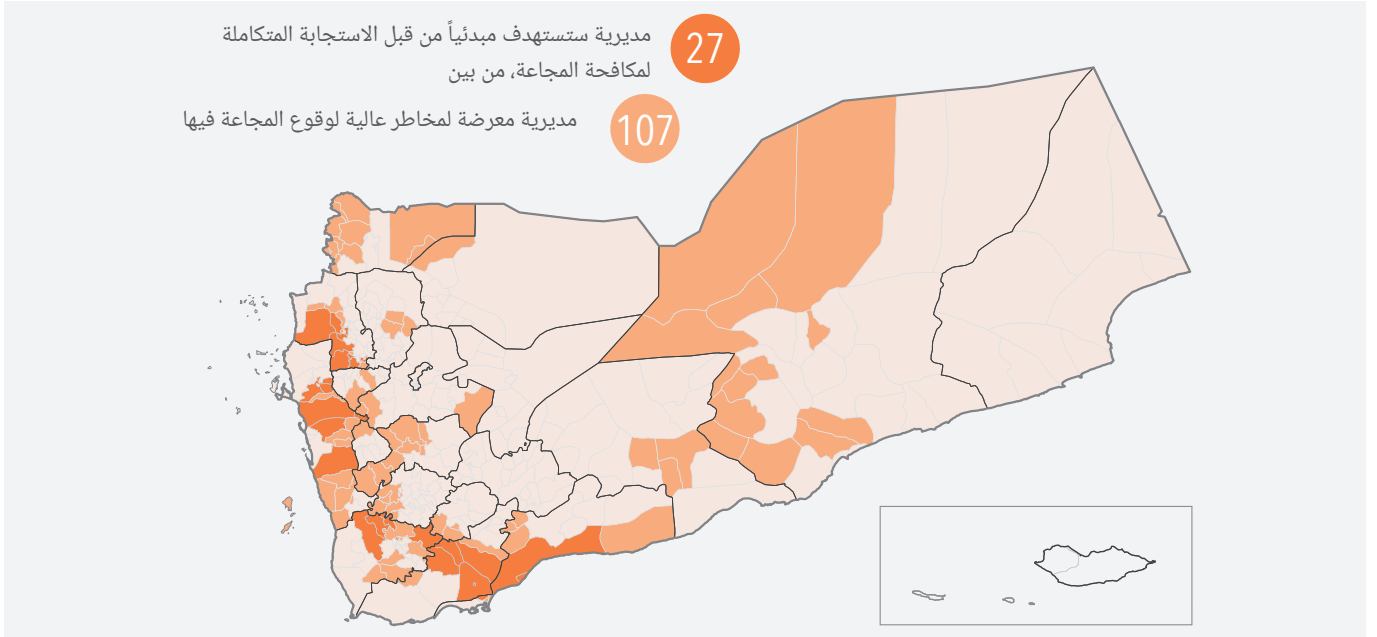 27 مديرية ستستهدف مبدئياً من قبل الاستجابة المتكاملة
لمكافحة المجاعة، من بين
107 مديرية معرضة لمخاطر عالية لوقوع المجاعة فيها